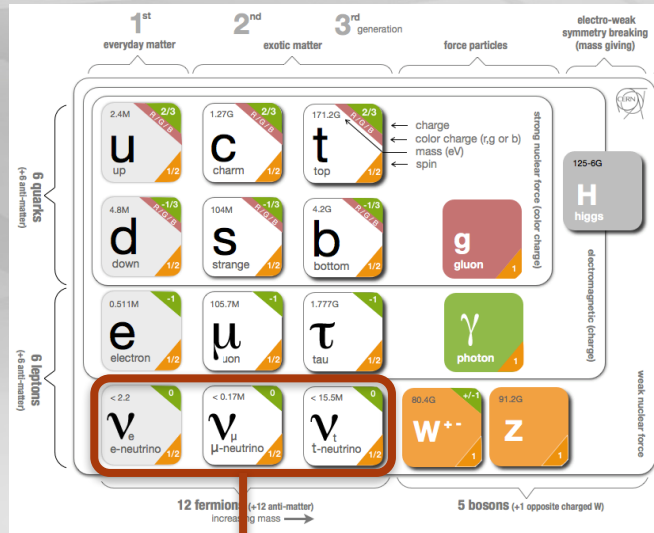 1st
2nd
3rd generation
electro-weak
symmetry breaking
(mass giving)
everyday matter
exotic matter
force particles
CERN
6 quarks
(+6 anti-matter)
2.4M
2/3
R/G/B
u
up
1/2
1.27G
2/3
R/G/B
c
charm
1/2
171.2G
2/3
R/G/B
t
top
1/2
charge
color charge (r,g or b)
mass (eV)
spin
strong nuclear force (color charge)
125-6G
H
higgs
4.8M
-1/3
R/G/B
d
down
1/2
104M
-1/3
R/G/B
s
strange
1/2
4.2G
-1/3
R/G/B
b
bottom
1/2
g
gluon
1
electromagnetic (charge)
6 leptons
(+6 anti-matter)
0.511M
-1
e
electron
1/2
105.7M
-1
μ
uon
1/2
1.777G
-1
τ
tau
1/2
γ
photon
1
weak nuclear force
< 2.2
0
νe
e-neutrino
1/2
< 0.17M
0
νμ
μ-neutrino
1/2
< 15.5M
0
νt
t-neutrino
1/2
80.4G
+/-1
W+-
1
91.2G
Z
1
12 fermions (+12 anti-matter)
increasing mass
5 bosons (+1 opposite charged W)